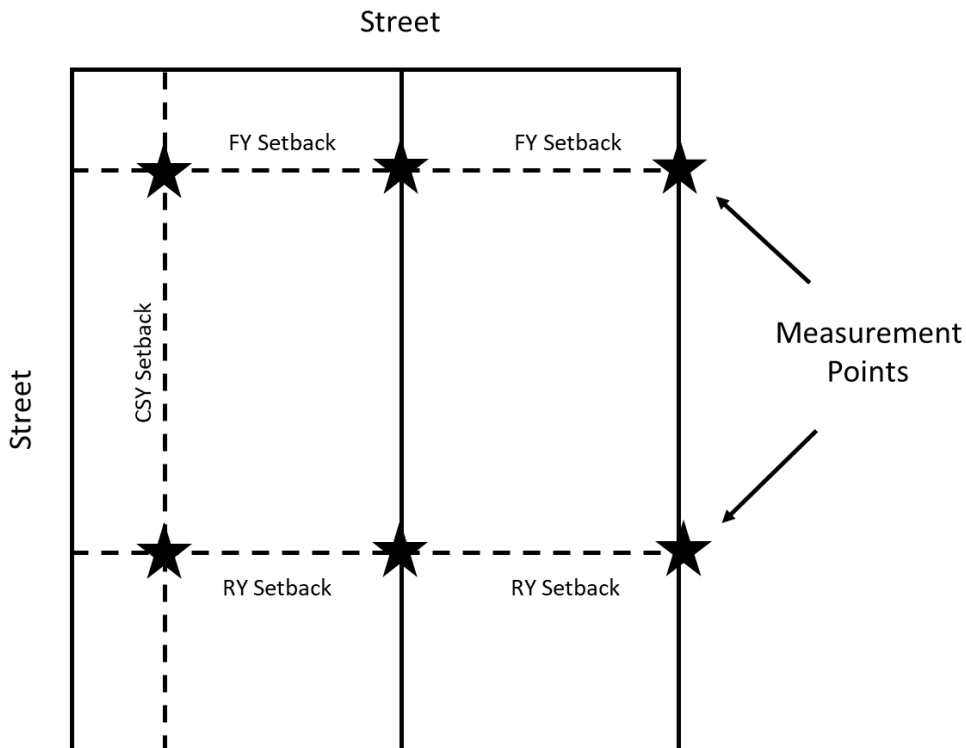 Street
FY Setback
FY Setback
CSY Setback
Street
Measurement
Points
RY Setback
RY Setback